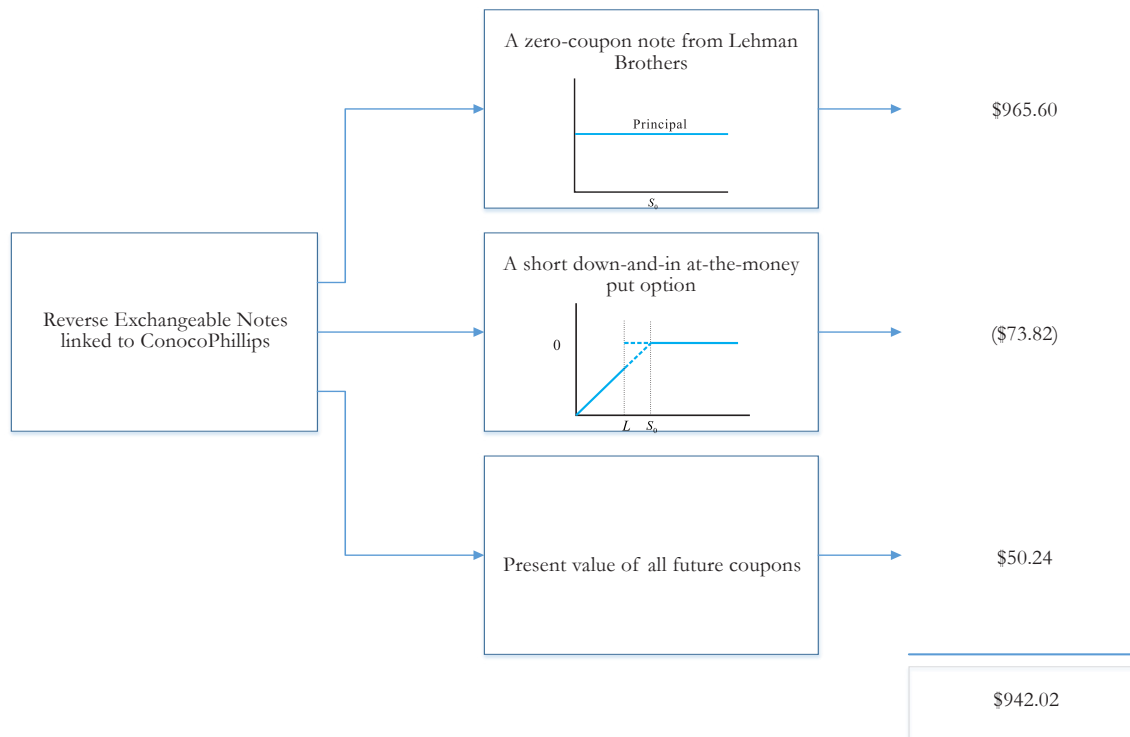 Reverse Exchangeable Notes
linked to ConocoPhillips
A zero-coupon note from Lehman
Brothers
Principal
S₀
$965.60
A short down-and-in at-the-money
put option
0
L
S₀
($73.82)
Present value of all future coupons
$50.24
$942.02